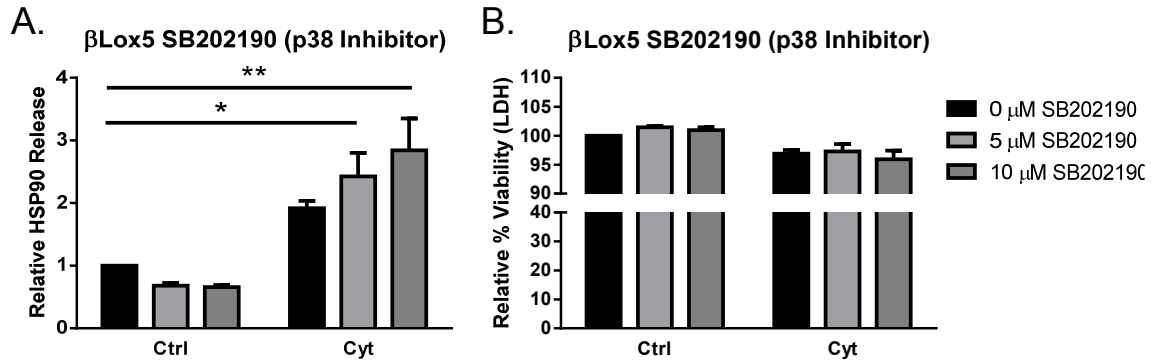 A.
βLox5 SB202190 (p38 Inhibitor)
**
*
Relative HSP90 Release
4
3
2
1
0
Ctrl
Cyt
B.
βLox5 SB202190 (p38 Inhibitor)
Relative % Viability (LDH)
110
105
100
95
90
40
30
20
10
0
Ctrl
Cyt
0 μM SB202190
5 μM SB202190
10 μM SB202190